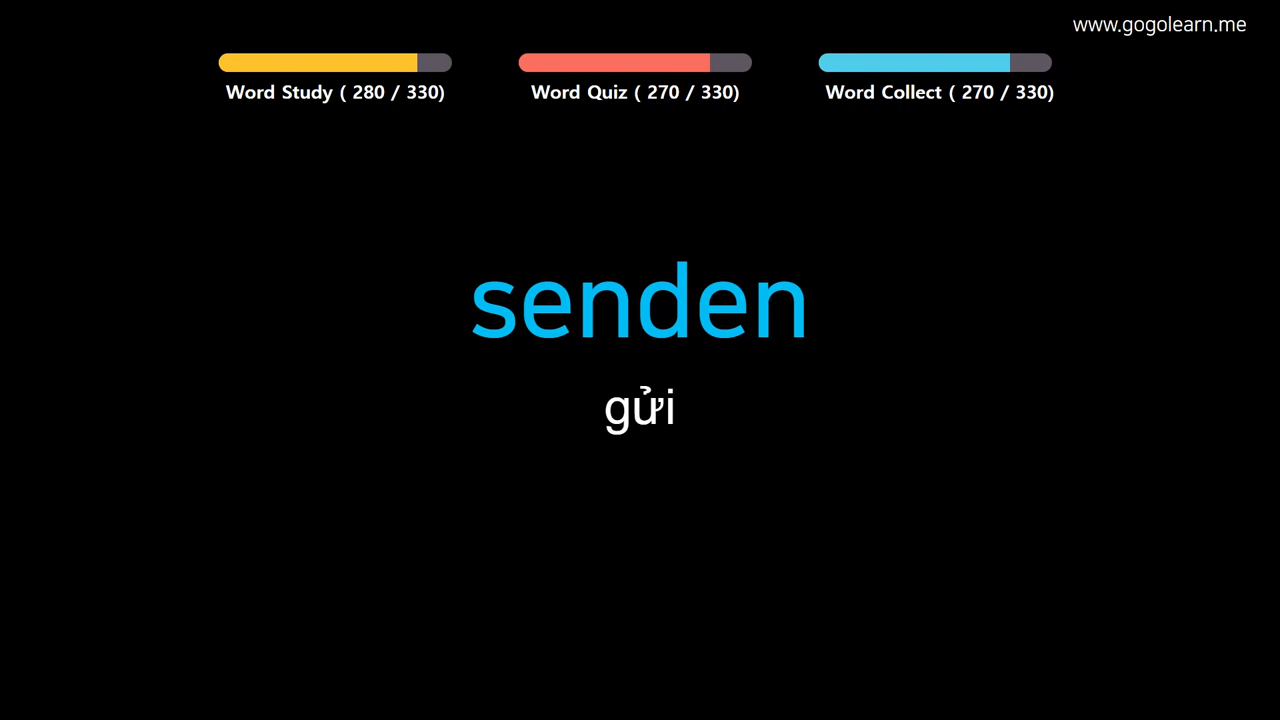 www.gogolearn.me
Word Study ( 280 / 330)
Word Quiz ( 270 / 330)
Word Collect ( 270 / 330)
senden
gửi